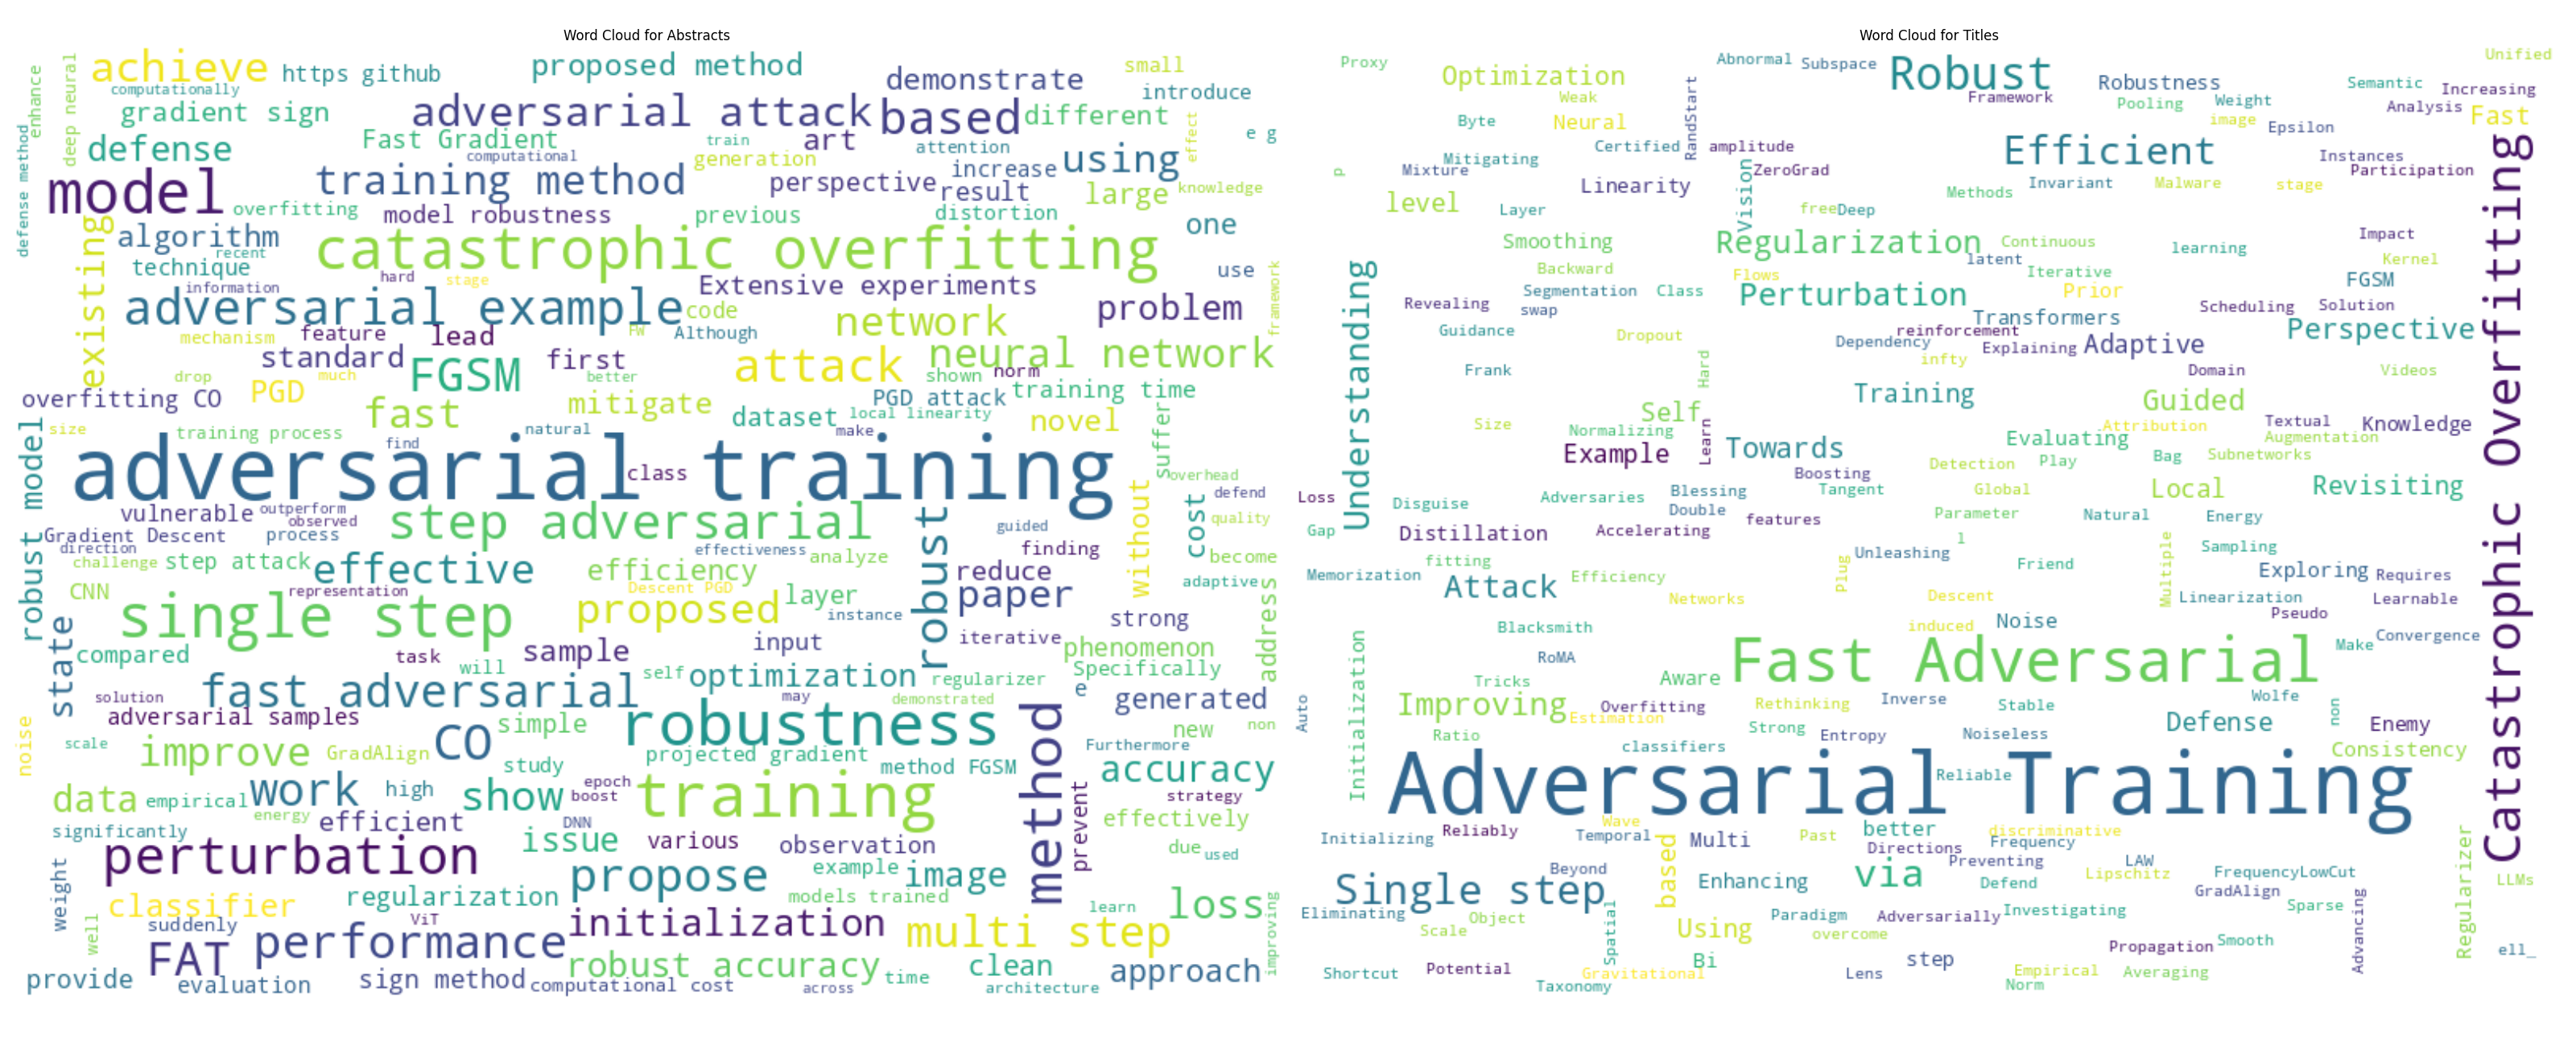 Word Cloud for Abstracts
achieve
https github
proposed method
demonstrate
small
introduce
enhance
deep neural
computationally
gradient sign
adversarial attack
based
different
effect
e g
defense method
defense
Fast Gradient
train
art
attention
computational
generation
increase
using
model
training method
perspective
result
large
knowledge
overfitting
model robustness
previous
distortion
one
existing
algorithm
recent
catastrophic overfitting
technique
hard
stage
use
information
Extensive experiments
framework
adversarial example
code
problem
mechanism
feature
lead
FW
Although
network
standard
FGSM
first
attack
neural network
drop
much
better
shown
norm
overfitting CO
PGD
PGD attack
training time
fast
mitigate
dataset
local linearity
novel
size
training process
find
natural
make
suffer
robust model
adversarial training
class
overhead
vulnerable
outperform
observed
step adversarial
robust
without
cost
defend
quality
guided
Gradient Descent
process
direction
challenge
step attack
effective
efficiency
effectiveness
analyze
finding
become
CNN
representation
Descent PGD
reduce
adaptive
single step
proposed
layer
instance
paper
address
state
strong
input
iterative
phenomenon
compared
task
will
sample
self
optimization
regularizer
Specifically
e
solution
fast adversarial
may
demonstrated
generated
adversarial samples
simple
robustness
method
new
non
noise
scale
improve
GradAlign
CO
projected gradient
Furthermore
study
method FGSM
accuracy
data
empirical
work
high
show
epoch
boost
training
strategy
prevent
energy
significantly
efficient
DNN
issue
various
observation
effectively
due
used
perturbation
example
image
weight
propose
models trained
classifier
regularization
learn
loss
improving
well
suddenly
ViT
initialization
multi step
FAT
performance
robust accuracy
time
clean
approach
provide
evaluation
sign method
computational cost
across
architecture
Word Cloud for Titles
Proxy
Abnormal
Subspace
Robust
Unified
Optimization
RandStart
Robustness
Semantic
Increasing
Weak
Framework
Pooling
Weight
Analysis
Fast
Byte
Neural
image
Epsilon
Certified
amplitude
Efficient
Mitigating
Instances
p
Mixture
ZeroGrad
Participation
Linearity
Vision
Methods
Invariant
Malware
stage
level
Layer
free
Deep
Smoothing
Regularization
Continuous
learning
Impact
Backward
latent
Kernel
Flows
Iterative
FGSM
Understanding
Segmentation
Class
Perturbation
Prior
Revealing
swap
Scheduling
Solution
Transformers
Guidance
Dropout
reinforcement
Perspective
Dependency
Explaining
Adaptive
Hard
infty
Frank
Domain
Videos
Training
Guided
Self
Size
Normalizing
Learn
Attribution
Textual
Knowledge
Evaluating
Augmentation
Example
Towards
Detection
Play
Bag
Subnetworks
Boosting
Catastrophic Overfitting
Loss
Disguise
Adversaries
Blessing
Tangent
Global
Local
Revisiting
Double
Gap
Distillation
Accelerating
features
Parameter
Natural
Energy
l
fitting
Unleashing
Multiple
Sampling
Memorization
Attack
Efficiency
Plug
Friend
Exploring
Requires
Networks
Descent
Linearization
Learnable
Pseudo
Blacksmith
induced
Noise
Initialization
Make
Convergence
RoMA
Fast Adversarial
Tricks
Aware
Auto
Improving
Overfitting
Rethinking
Inverse
Stable
Wolfe
non
Estimation
Defense
Enemy
Ratio
classifiers
Strong
Entropy
Noiseless
Consistency
Adversarial Training
Reliable
Wave
Initializing
Reliably
Temporal
based
Multi
Past
better
discriminative
Regularizer
Directions
Frequency
Preventing
LAW
Beyond
via
Single step
Enhancing
Defend
Lipschitz
FrequencyLowCut
LLMs
GradAlign
Eliminating
Object
Spatial
Paradigm
Adversarially
Investigating
Sparse
Advancing
Scale
Using
overcome
Propagation
Smooth
ell_
Shortcut
Potential
Gravitational
Bi
Lens
step
Empirical
Averaging
Taxonomy
Norm